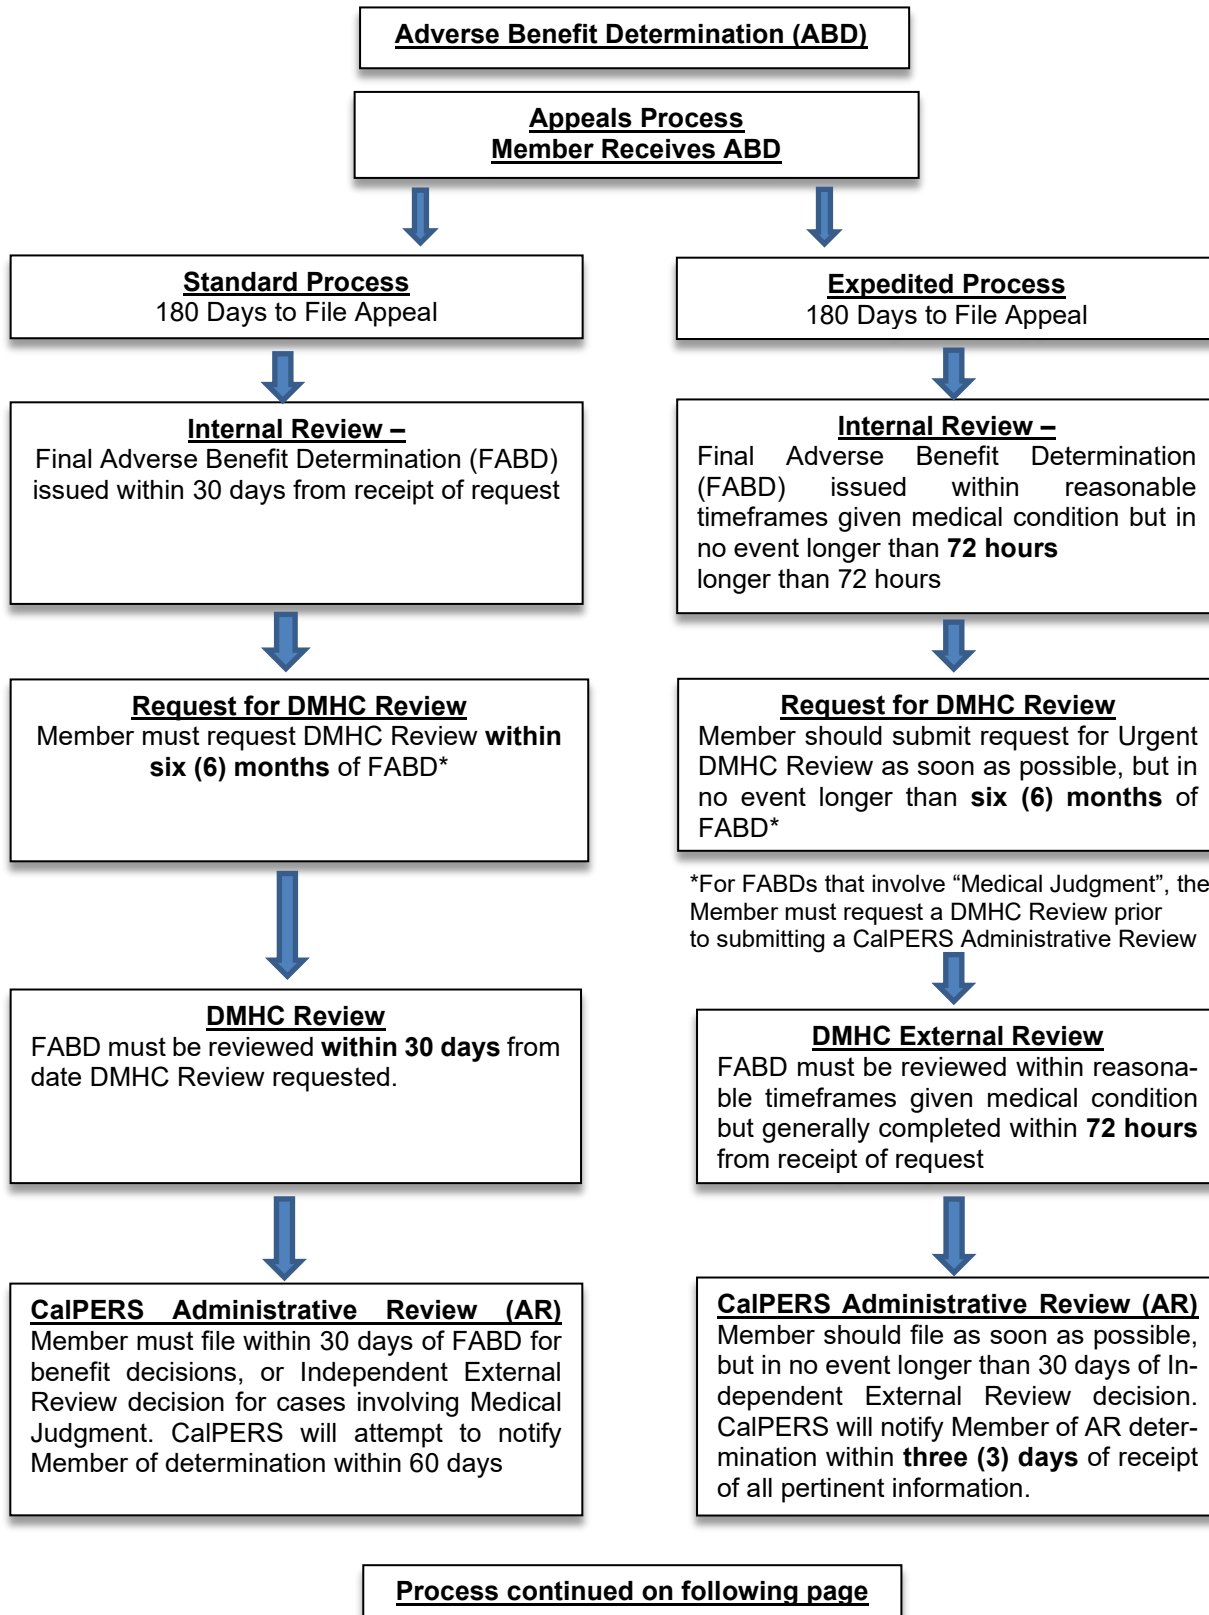 Adverse Benefit Determination (ABD)
Appeals Process
Member Receives ABD
Standard Process
180 Days to File Appeal
Internal Review –
Final Adverse Benefit Determination (FABD)
issued within 30 days from receipt of request
Request for DMHC Review
Member must request DMHC Review within
six (6) months of FABD*
DMHC Review
FABD must be reviewed within 30 days from
date DMHC Review requested.
CalPERS Administrative Review (AR)
Member must file within 30 days of FABD for
benefit decisions, or Independent External
Review decision for cases involving Medical
Judgment. CalPERS will attempt to notify
Member of determination within 60 days
Expedited Process
180 Days to File Appeal
Internal Review –
Final Adverse Benefit Determination
(FABD) issued within reasonable
timeframes given medical condition but in
no event longer than 72 hours
longer than 72 hours
Request for DMHC Review
Member should submit request for Urgent
DMHC Review as soon as possible, but in
no event longer than six (6) months of
FABD*
*For FABDs that involve “Medical Judgment”, the
Member must request a DMHC Review prior
to submitting a CalPERS Administrative Review
DMHC External Review
FABD must be reviewed within reasona-
ble timeframes given medical condition
but generally completed within 72 hours
from receipt of request
CalPERS Administrative Review (AR)
Member should file as soon as possible,
but in no event longer than 30 days of In-
dependent External Review decision.
CalPERS will notify Member of AR deter-
mination within three (3) days of receipt
of all pertinent information.
Process continued on following page